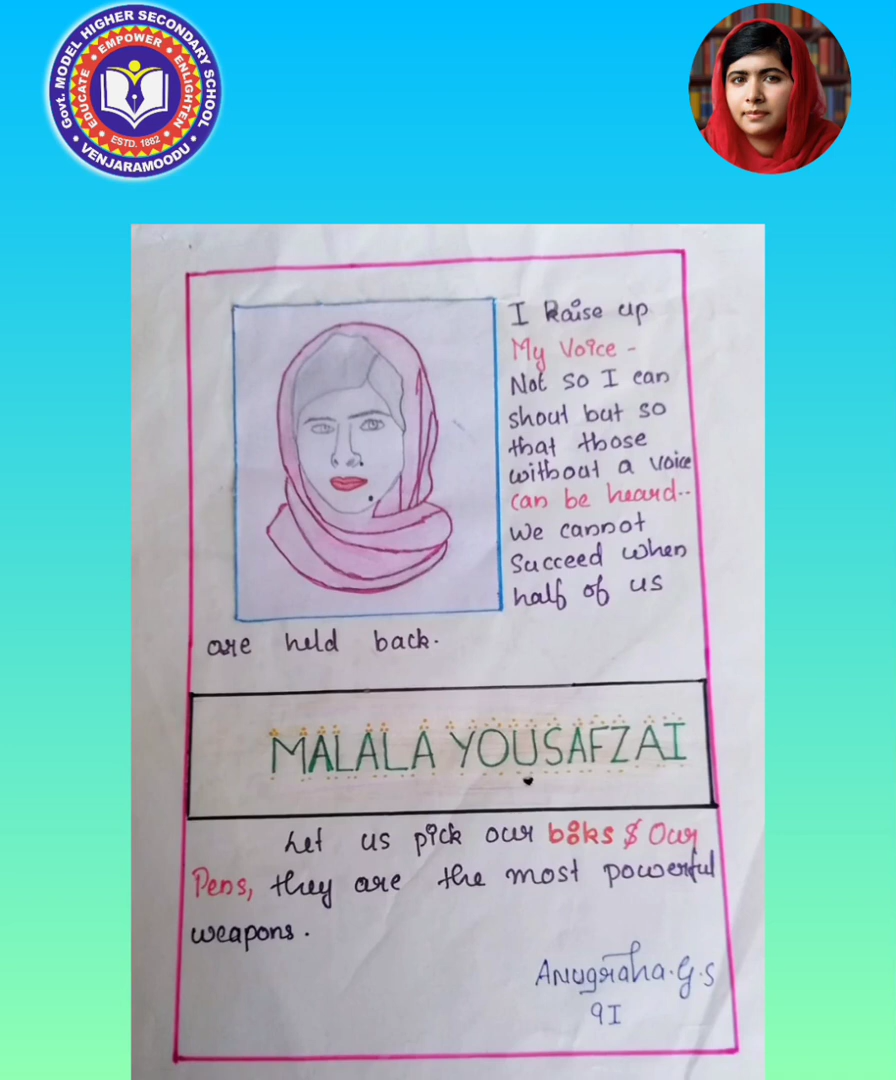 Govt. MODEL HIGHER SECONDARY SCHOOL
EDUCATE • EMPOWER • ENLIGHTEN
ESTD. 1882
• VENJARAMOODU •
I Raise up
My Voice -
Not so I can
shout but so
that those
without a voice
can be heard--
We cannot
Succeed when
half of us
are held back.
MALALA YOUSAFZAI
Let us pick our books & Our
Pens, they are the most powerful
weapons.
Anugraha.G.S
9I